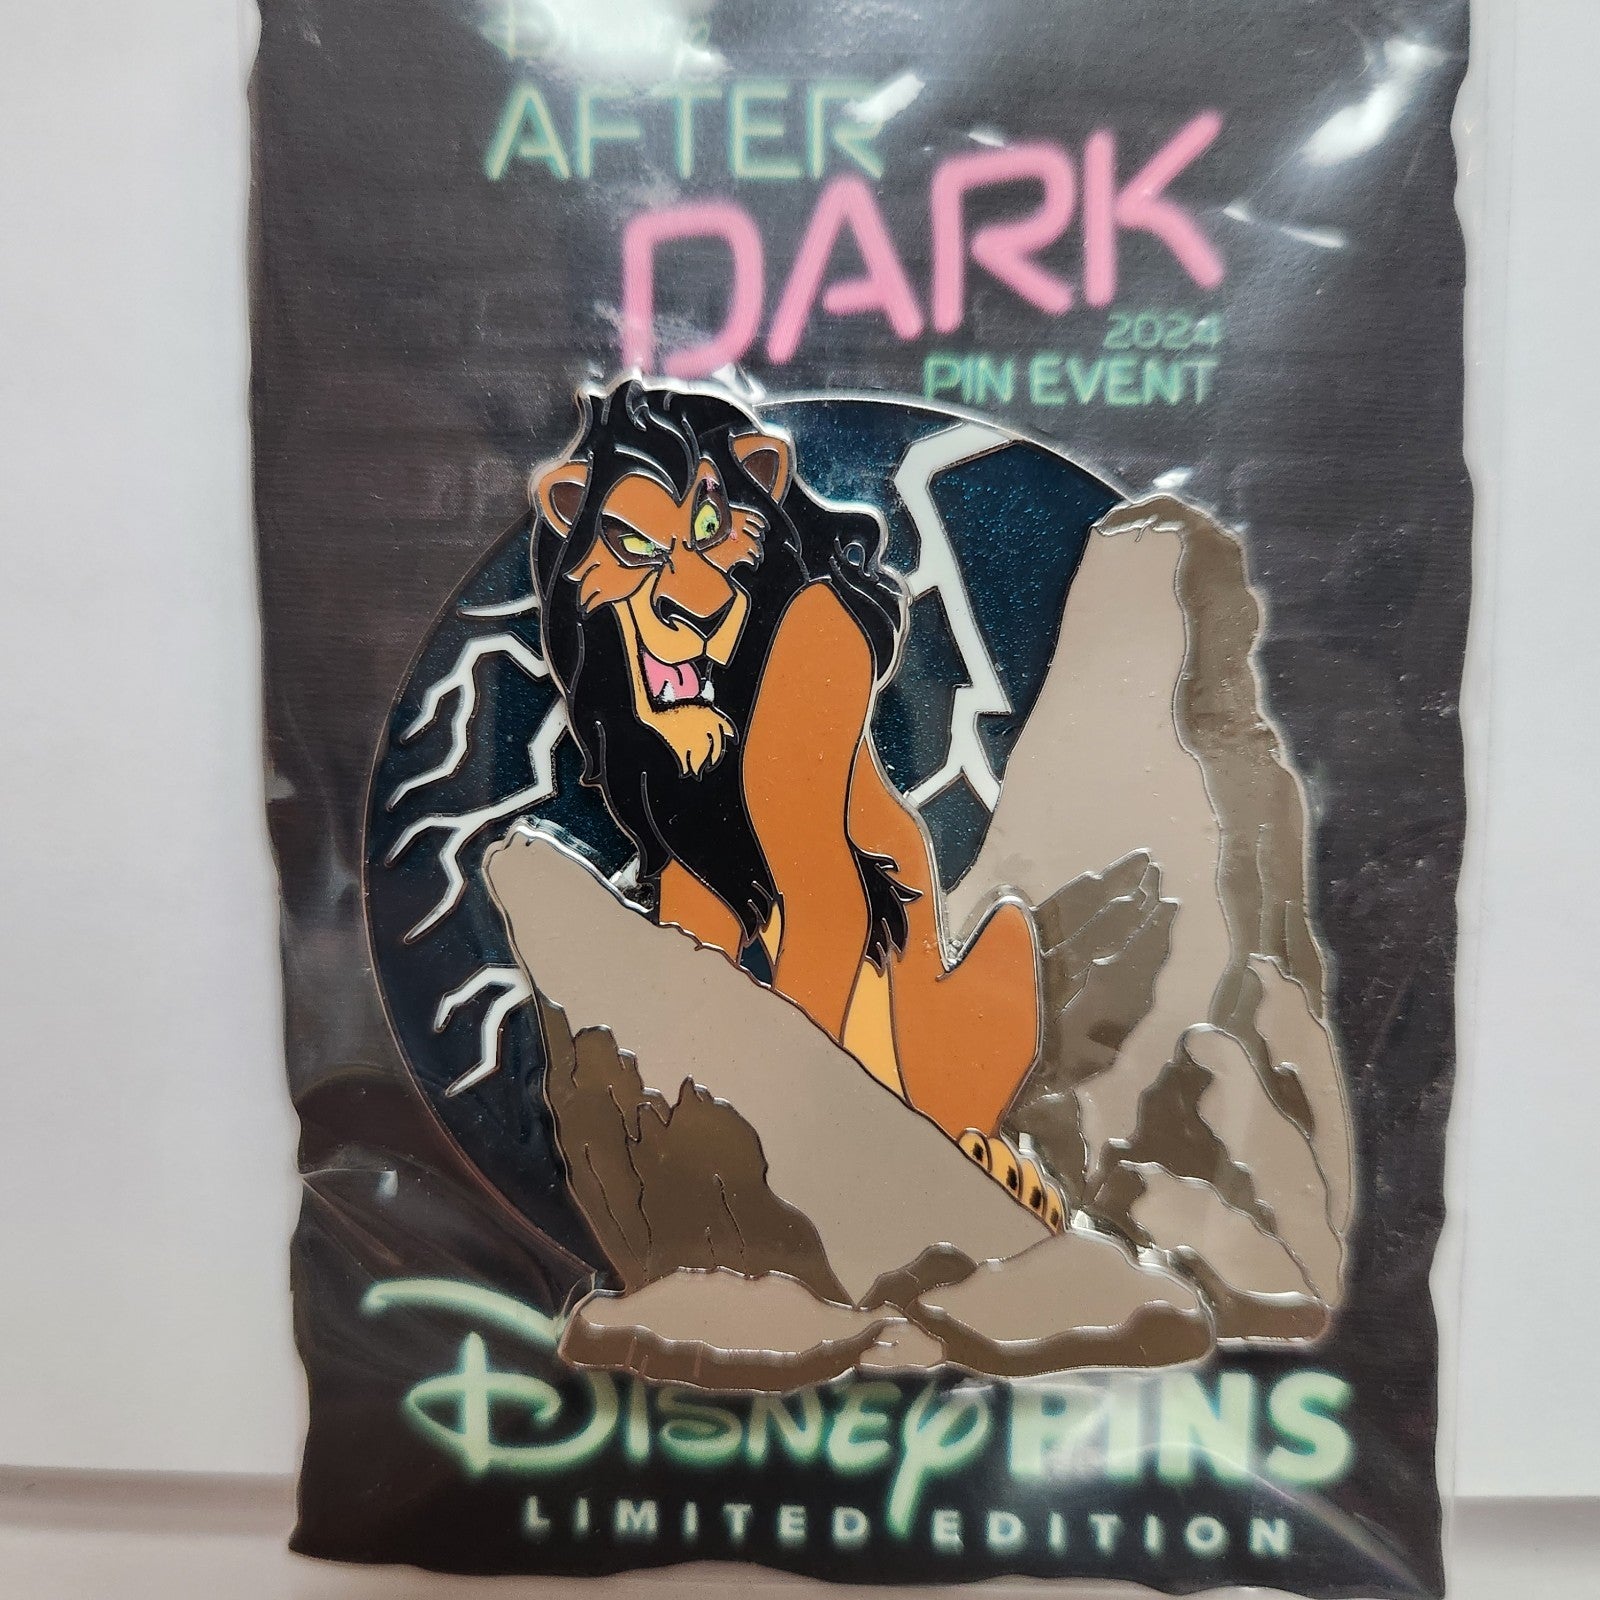 AFTER
DARK
2024
PIN EVENT
Disney PINS
LIMITED EDITION